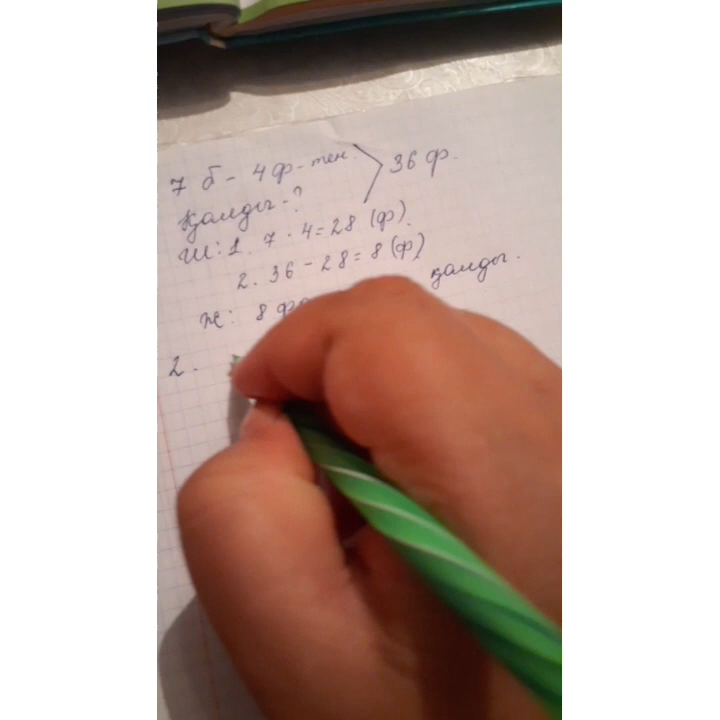 7 б - 4 ф-тен. 36 ф.
Қалды-?
Ш: 1. 7 · 4 = 28 (ф).
2. 36 - 28 = 8 (ф)
Ж: 8 қалды.
2.